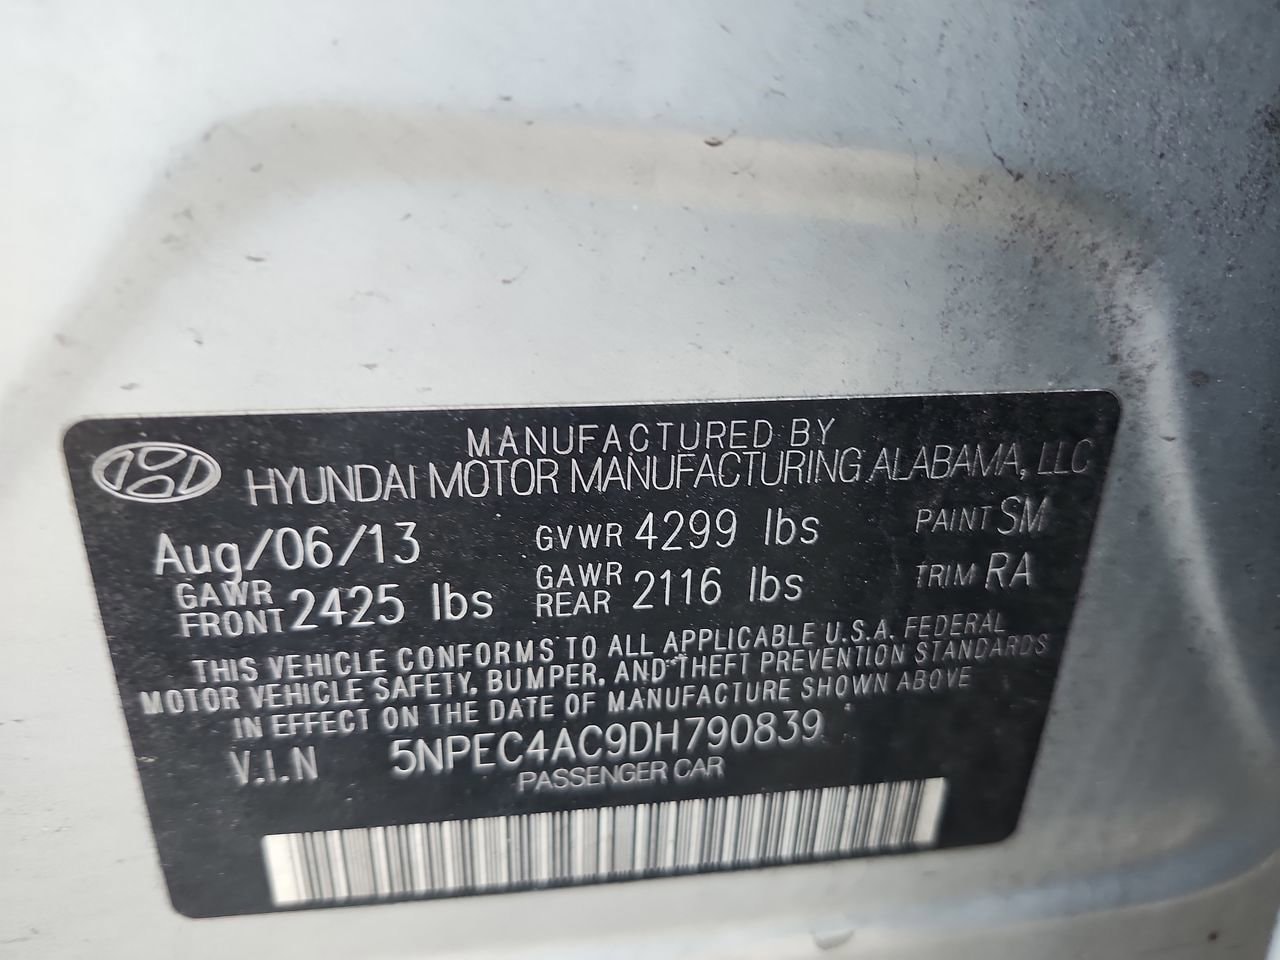 MANUFACTURED BY
HYUNDAI MOTOR MANUFACTURING ALABAMA, LLC
Aug/06/13 GVWR 4299 lbs PAINT SM
GAWR FRONT 2425 lbs GAWR REAR 2116 lbs TRIM RA
THIS VEHICLE CONFORMS TO ALL APPLICABLE U.S.A. FEDERAL
MOTOR VEHICLE SAFETY, BUMPER, AND THEFT PREVENTION STANDARDS
IN EFFECT ON THE DATE OF MANUFACTURE SHOWN ABOVE
V.I.N 5NPEC4AC9DH790839
PASSENGER CAR